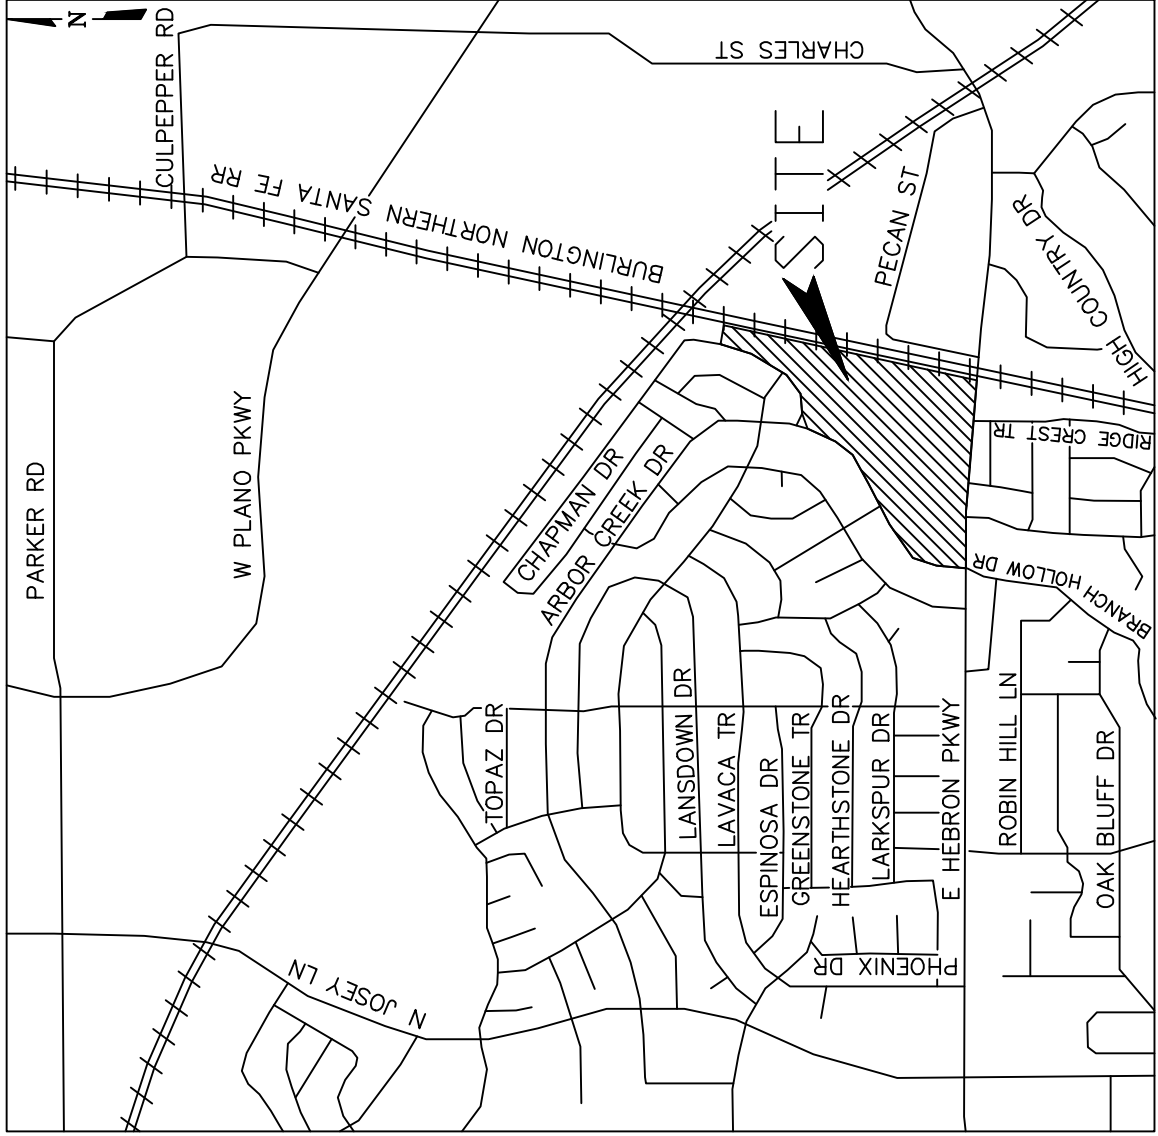 N
CULPEPPER RD
CHARLES ST
BURLINGTON NORTHERN SANTA FE RR
SITE
PECAN ST
HIGH COUNTRY DR
PARKER RD
W PLANO PKWY
CHAPMAN DR
ARBOR CREEK DR
RIDGE CREST TR
BRANCH HOLLOW DR
TOPAZ DR
LANSDOWN DR
LAVACA TR
ESPINOSA DR
GREENSTONE TR
HEARTHSTONE DR
LARKSPUR DR
E HEBRON PKWY
ROBIN HILL LN
OAK BLUFF DR
PHOENIX DR
N JOSEY LN